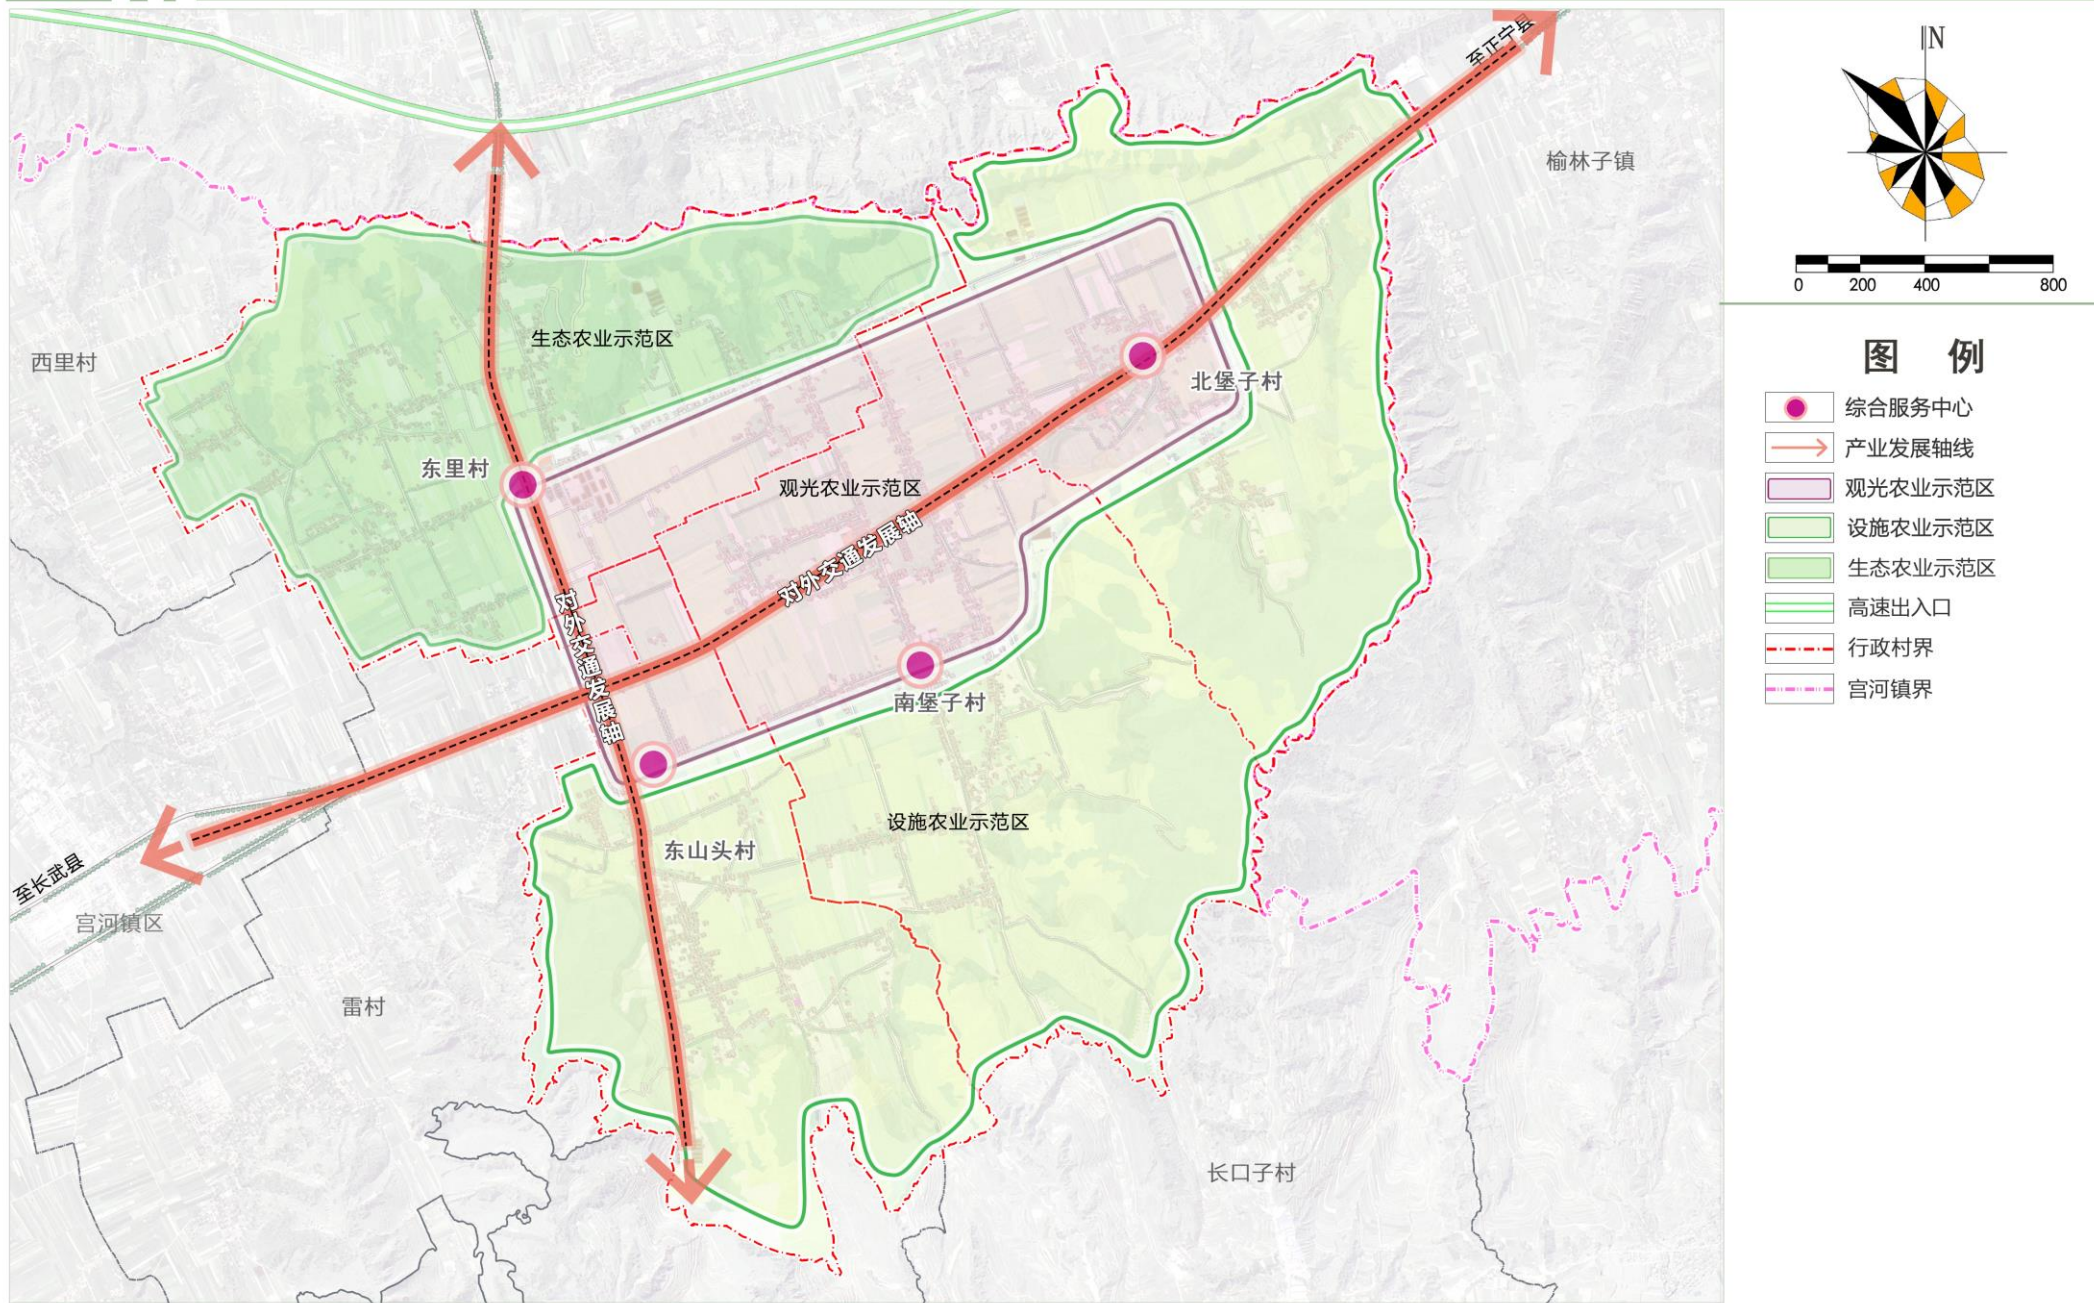 至正宁县
榆林子镇
西里村
生态农业示范区
北堡子村
东里村
观光农业示范区
对外交通发展轴
对外交通发展轴
南堡子村
设施农业示范区
东山头村
至长武县
宫河镇区
雷村
长口子村
N
0 200 400 800
图 例
综合服务中心
产业发展轴线
观光农业示范区
设施农业示范区
生态农业示范区
高速出入口
行政村界
宫河镇界